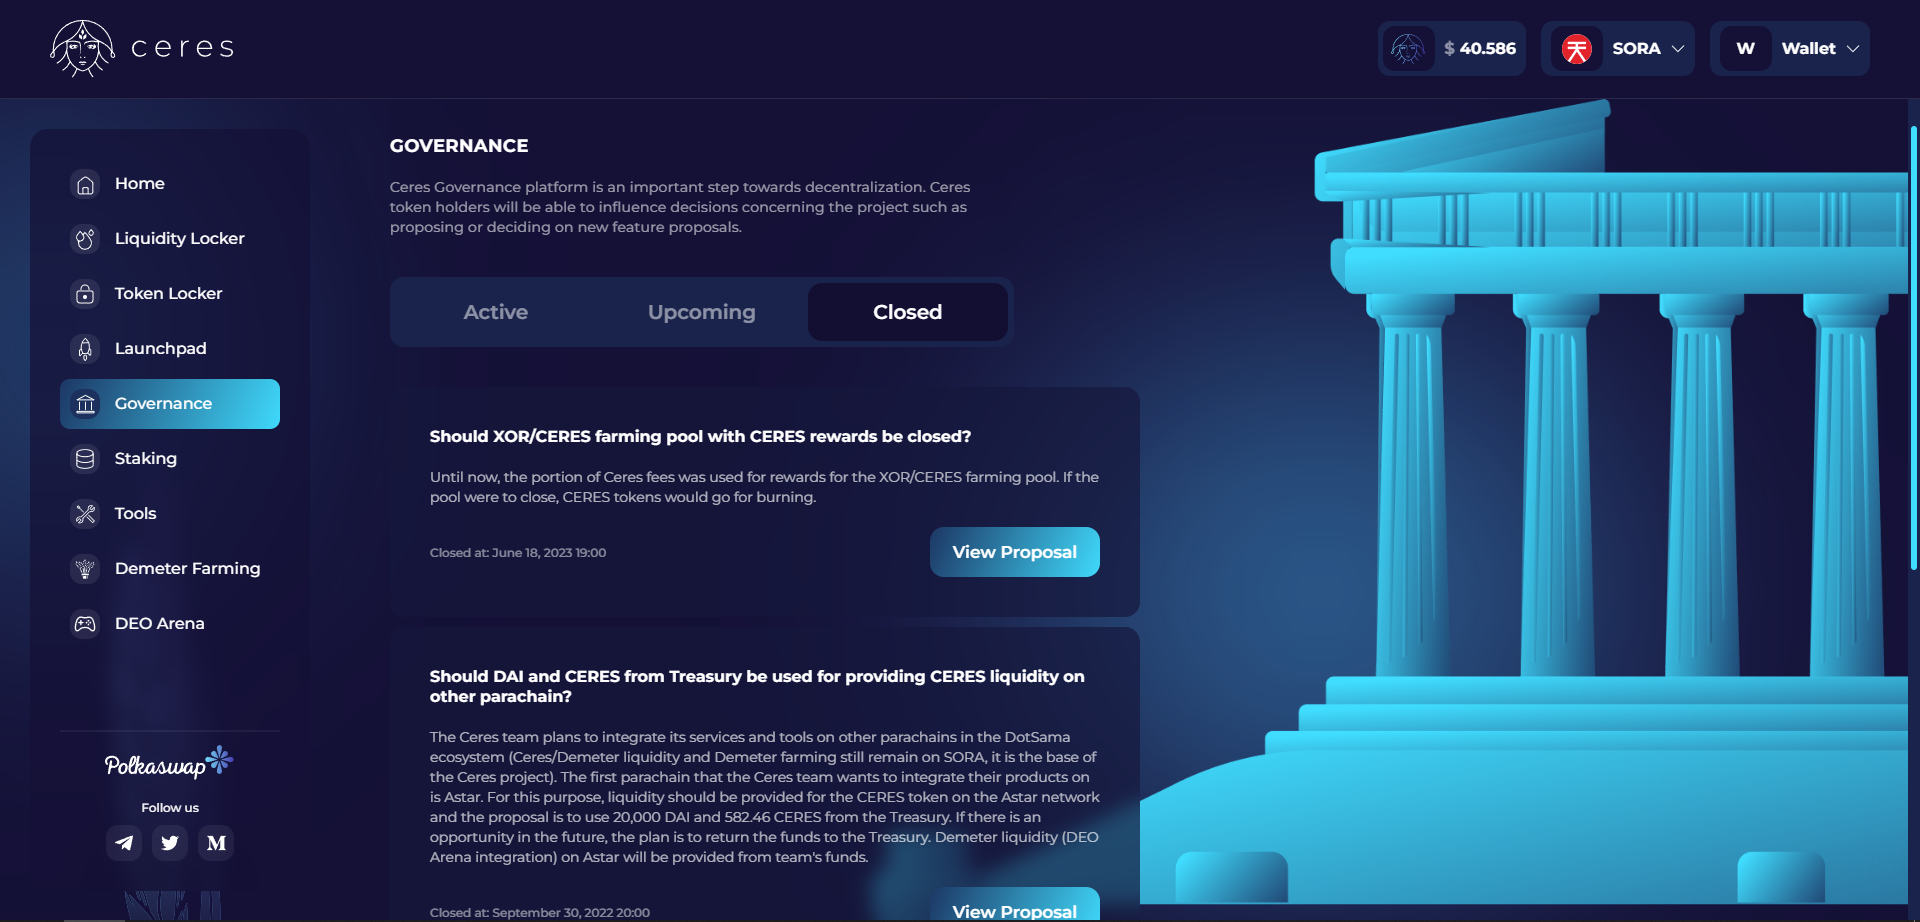 ceres
$ 40.586
SORA
W
Wallet
Home
Liquidity Locker
Token Locker
Launchpad
Governance
Staking
Tools
Demeter Farming
DEO Arena
Polkaswap
Follow us
M
GOVERNANCE
Ceres Governance platform is an important step towards decentralization. Ceres
token holders will be able to influence decisions concerning the project such as
proposing or deciding on new feature proposals.
Active
Upcoming
Closed
Should XOR/CERES farming pool with CERES rewards be closed?
Until now, the portion of Ceres fees was used for rewards for the XOR/CERES farming pool. If the
pool were to close, CERES tokens would go for burning.
Closed at: June 18, 2023 19:00
View Proposal
Should DAI and CERES from Treasury be used for providing CERES liquidity on
other parachain?
The Ceres team plans to integrate its services and tools on other parachains in the DotSama
ecosystem (Ceres/Demeter liquidity and Demeter farming still remain on SORA, it is the base of
the Ceres project). The first parachain that the Ceres team wants to integrate their products on
is Astar. For this purpose, liquidity should be provided for the CERES token on the Astar network
and the proposal is to use 20,000 DAI and 582.46 CERES from the Treasury. If there is an
opportunity in the future, the plan is to return the funds to the Treasury. Demeter liquidity (DEO
Arena integration) on Astar will be provided from team's funds.
Closed at: September 30, 2022 20:00
View Proposal